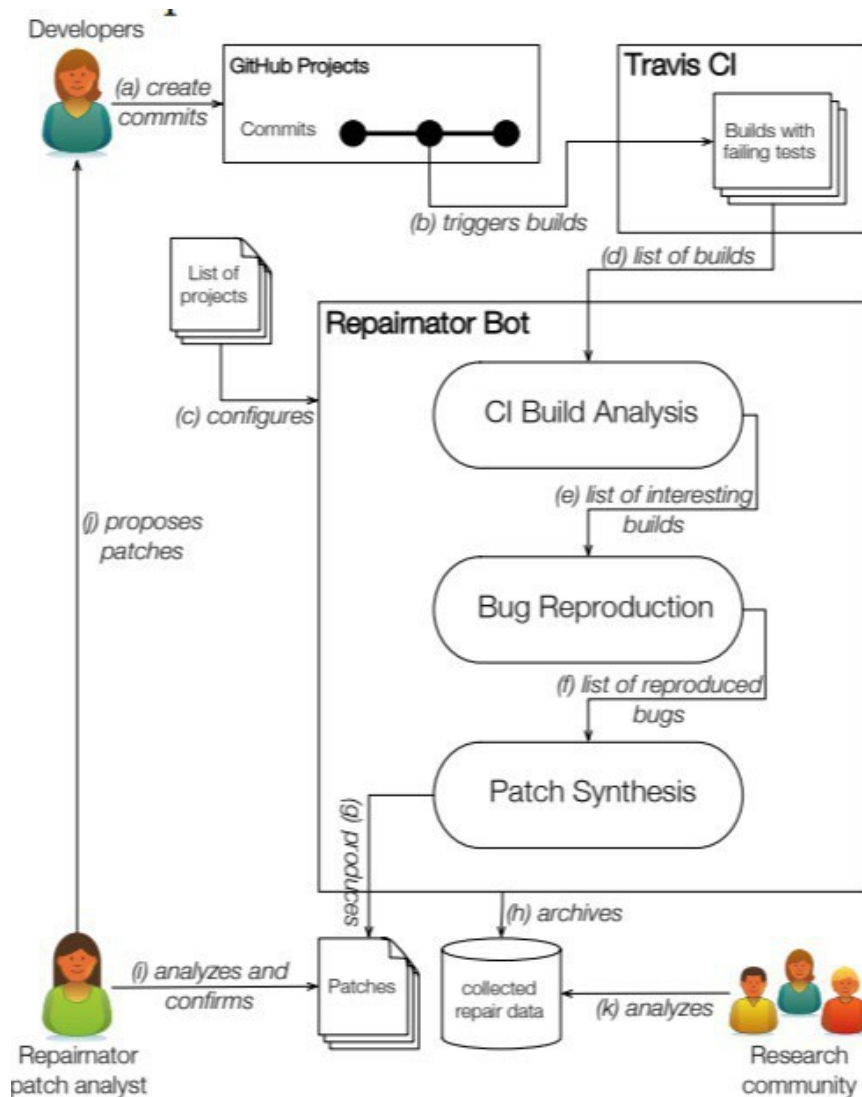 Developers
(a) create
commits
GitHub Projects
Commits
Travis CI
Builds with
failing tests
(b) triggers builds
(d) list of builds
List of
projects
(c) configures
Repairnator Bot
CI Build Analysis
(e) list of interesting
builds
Bug Reproduction
(f) list of reproduced
bugs
Patch Synthesis
(g) produces
(h) archives
(j) proposes
patches
(i) analyzes and
confirms
Patches
collected
repair data
(k) analyzes
Repairnator
patch analyst
Research
community